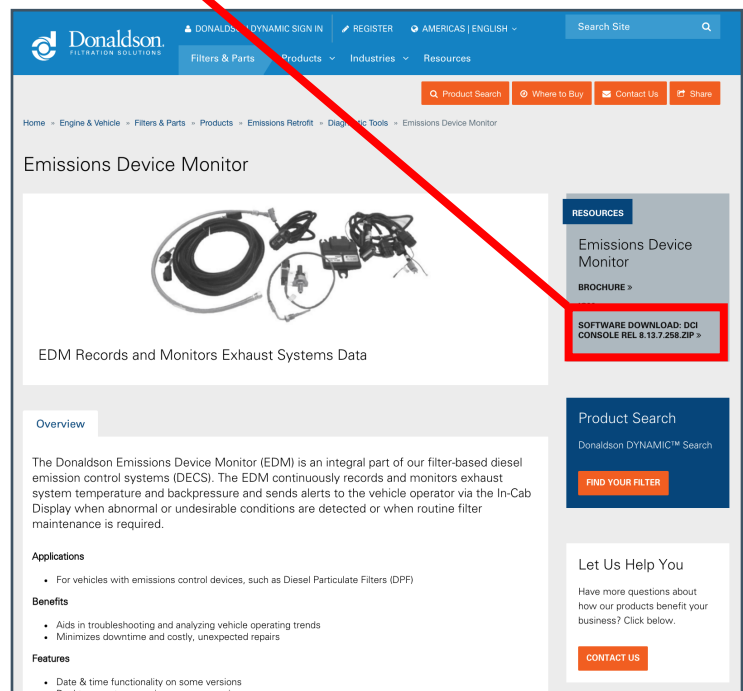 Donaldson.
FILTRATION SOLUTIONS
DONALDSON DYNAMIC SIGN IN
REGISTER
AMERICAS | ENGLISH
Search Site
Filters & Parts
Products
Industries
Resources
Product Search
Where to Buy
Contact Us
Share
Home » Engine & Vehicle » Filters & Parts » Products » Emissions Retrofit » Diagnostic Tools » Emissions Device Monitor
Emissions Device Monitor
EDM Records and Monitors Exhaust Systems Data
RESOURCES
Emissions Device
Monitor
BROCHURE »
SOFTWARE DOWNLOAD: DCI
CONSOLE REL 8.13.7.258.ZIP »
Overview
The Donaldson Emissions Device Monitor (EDM) is an integral part of our filter-based diesel
emission control systems (DECS). The EDM continuously records and monitors exhaust
system temperature and backpressure and sends alerts to the vehicle operator via the In-Cab
Display when abnormal or undesirable conditions are detected or when routine filter
maintenance is required.
Applications
• For vehicles with emissions control devices, such as Diesel Particulate Filters (DPF)
Benefits
• Aids in troubleshooting and analyzing vehicle operating trends
• Minimizes downtime and costly, unexpected repairs
Features
• Date & time functionality on some versions
Product Search
Donaldson DYNAMIC™ Search
FIND YOUR FILTER
Let Us Help You
Have more questions about
how our products benefit your
business? Click below.
CONTACT US